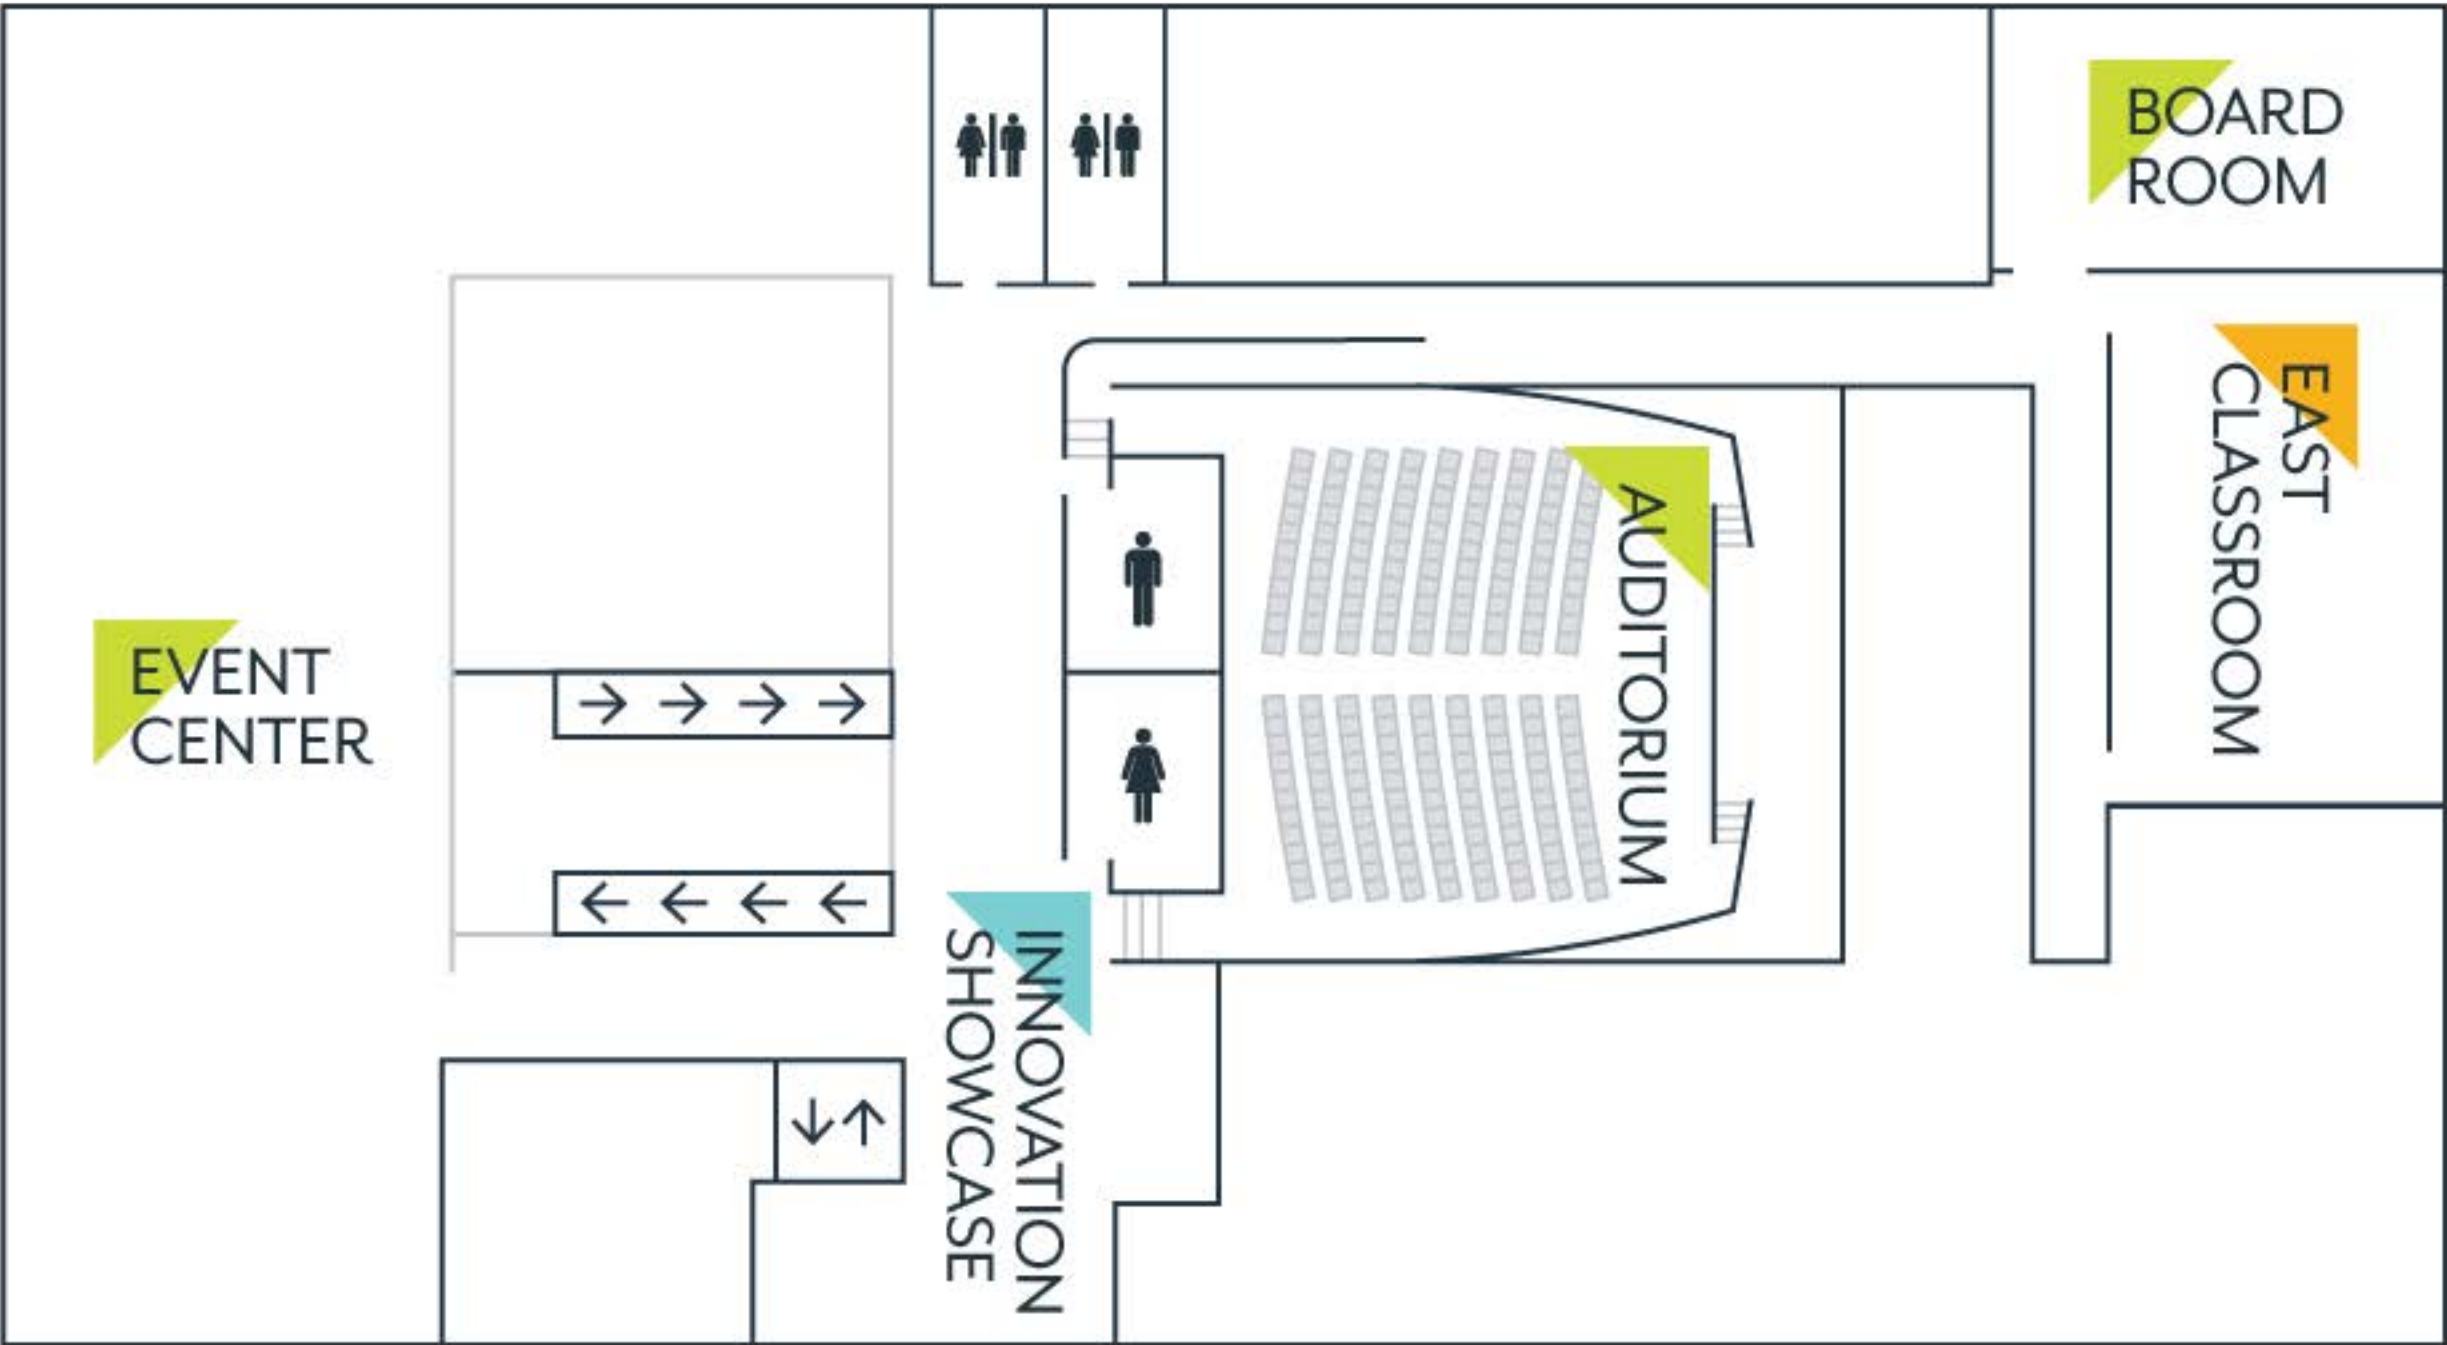 BOARD
ROOM
EAST
CLASSROOM
AUDITORIUM
EVENT
CENTER
INNOVATION
SHOWCASE